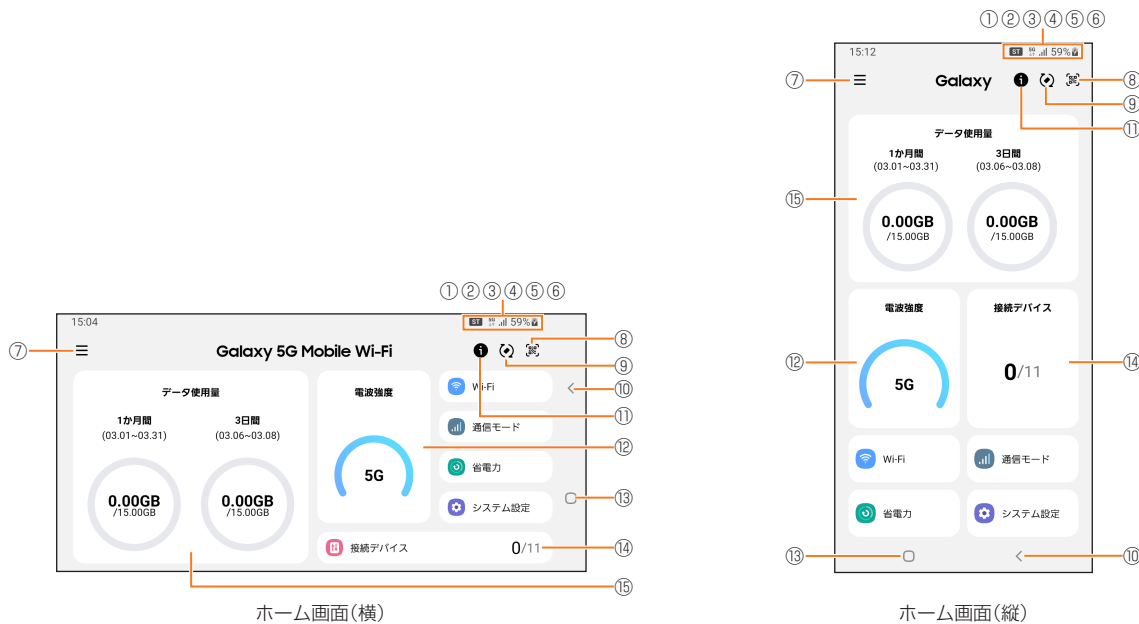 ①②③④⑤⑥
15:12
ST 5G 59%
⑦
Galaxy
⑧
⑨
⑪
データ使用量
1か月間
3日間
(03.01~03.31)
(03.06~03.08)
⑮
0.00GB
0.00GB
/15.00GB
/15.00GB
電波強度
接続デバイス
⑫
5G
0/11
⑭
Wi-Fi
通信モード
省電力
システム設定
⑬
⑩
ホーム画面(縦)
①②③④⑤⑥
15:04
ST 5G 59%
⑦
Galaxy 5G Mobile Wi-Fi
⑧
⑨
⑩
⑪
データ使用量
1か月間
3日間
(03.01~03.31)
(03.06~03.08)
0.00GB
0.00GB
/15.00GB
/15.00GB
電波強度
5G
Wi-Fi
通信モード
⑫
省電力
システム設定
⑬
接続デバイス
0/11
⑭
⑮
ホーム画面(横)